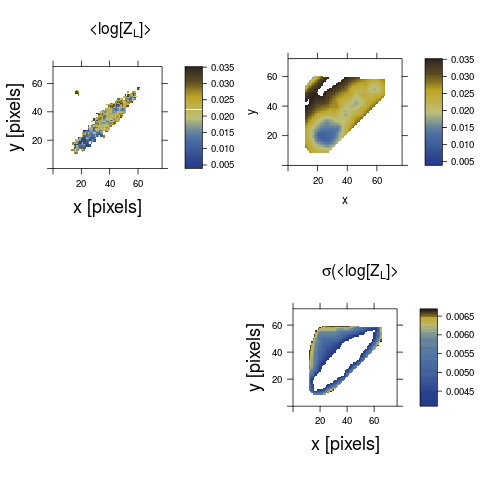 <log[Z_L]>
60
40
20
20 40 60
y [pixels]
x [pixels]
0.035
0.030
0.025
0.020
0.015
0.010
0.005
60
40
20
20 40 60
y
x
0.035
0.030
0.025
0.020
0.015
0.010
0.005
σ(<log[Z_L]>
60
40
20
20 40 60
y [pixels]
x [pixels]
0.0065
0.0060
0.0055
0.0050
0.0045